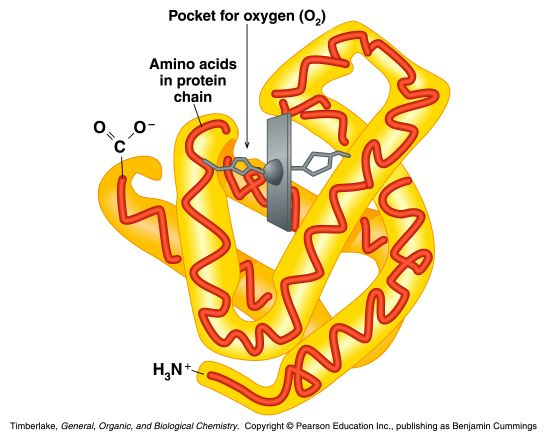 Pocket for oxygen (O₂)
Amino acids
in protein
chain
O O⁻
C
H₃N⁺
Timberlake, General, Organic, and Biological Chemistry. Copyright © Pearson Education Inc., publishing as Benjamin Cummings